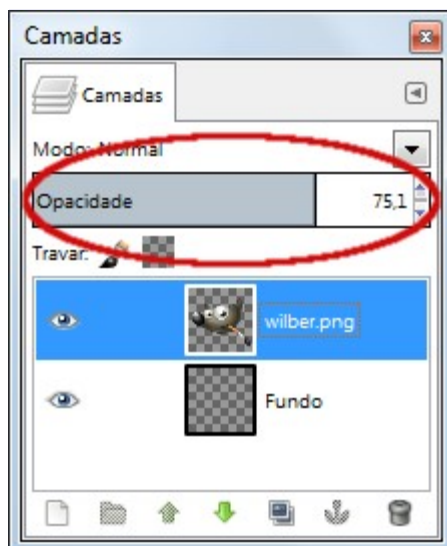 Camadas
Camadas
Modo: Normal
Opacidade 75,1
Travar:
wilber.png
Fundo